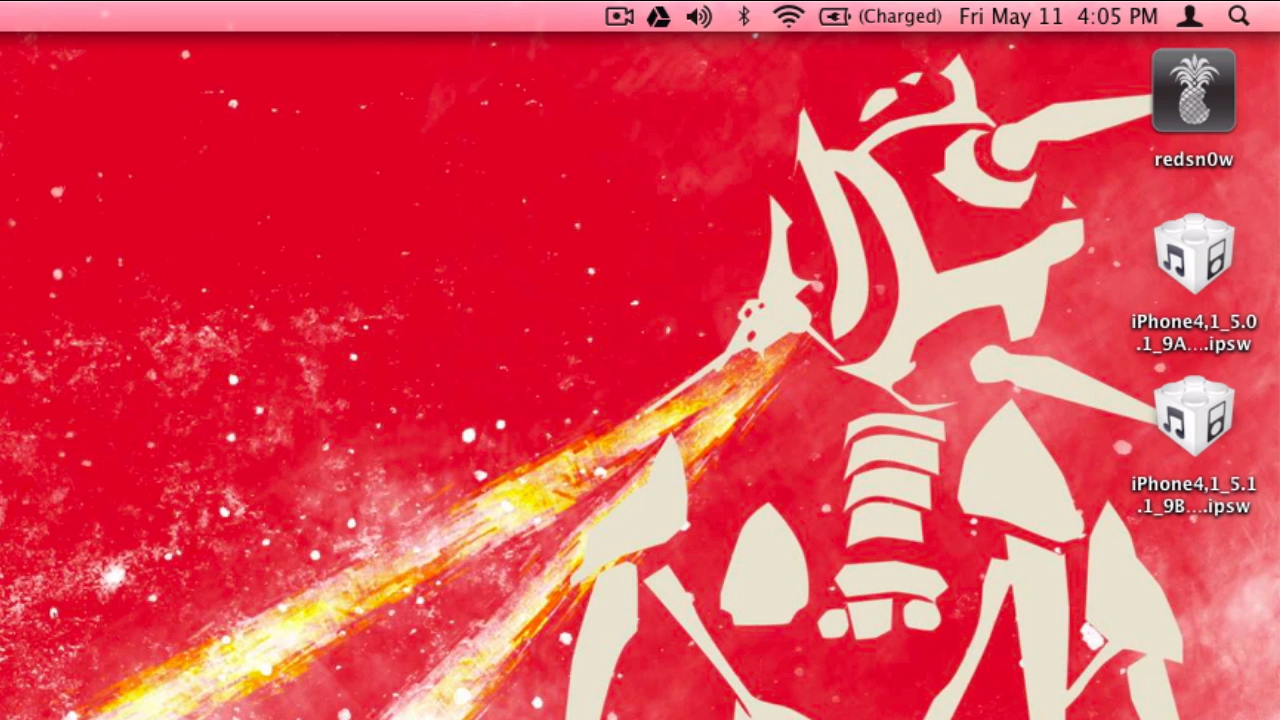 (Charged) Fri May 11 4:05 PM
redsn0w
iPhone4,1_5.0
.1_9A....ipsw
iPhone4,1_5.1
.1_9B....ipsw